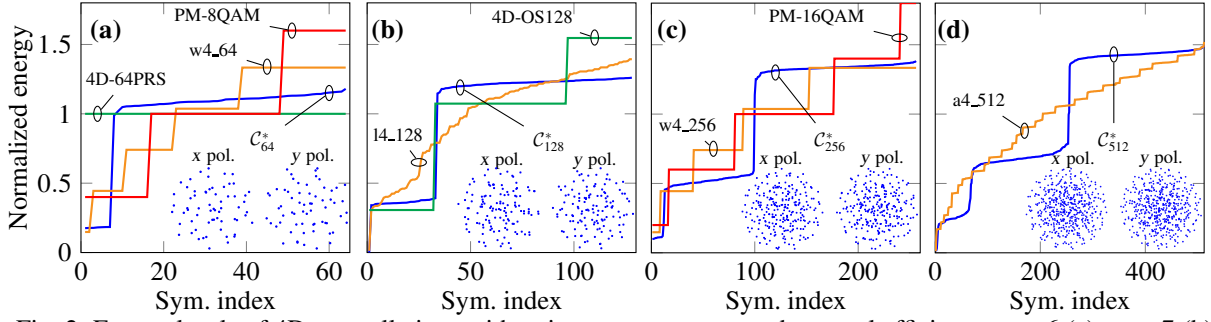 Normalized energy
0
0.5
1
1.5
(a)
PM-8QAM
w4_64
4D-64PRS
C*64
x pol.
y pol.
0 20 40 60
Sym. index
(b)
4D-OS128
l4_128
C*128
x pol.
y pol.
0 50 100
Sym. index
(c)
PM-16QAM
w4_256
C*256
x pol.
y pol.
0 100 200
Sym. index
(d)
a4_512
C*512
x pol.
y pol.
0 200 400
Sym. index